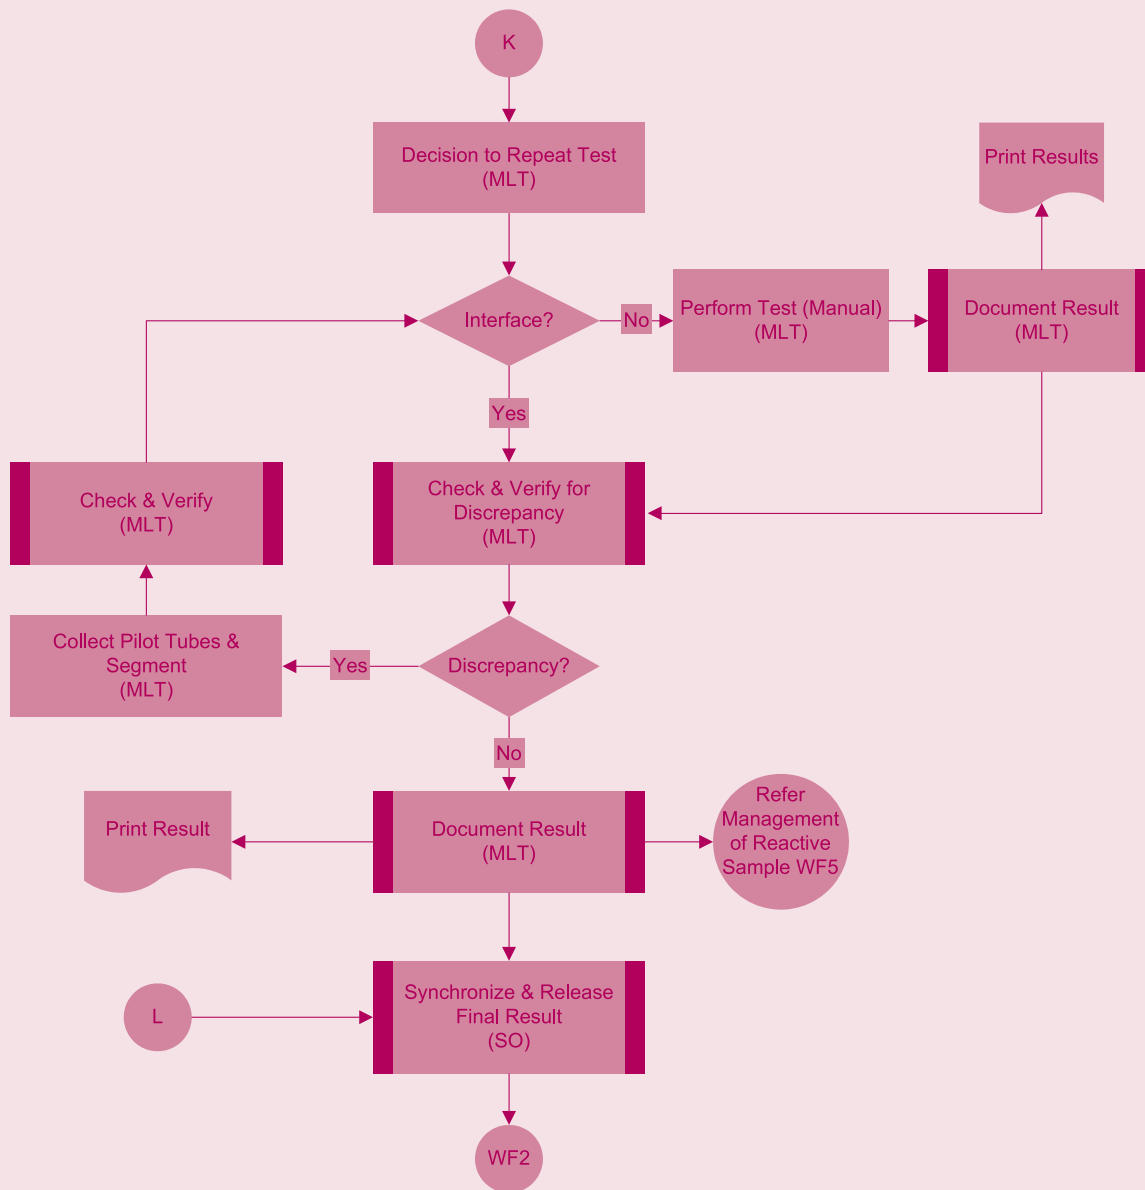 K
Decision to Repeat Test
(MLT)
Print Results
Interface?
No
Perform Test (Manual)
(MLT)
Document Result
(MLT)
Yes
Check & Verify
(MLT)
Check & Verify for
Discrepancy
(MLT)
Collect Pilot Tubes &
Segment
(MLT)
Yes
Discrepancy?
No
Print Result
Document Result
(MLT)
Refer
Management
of Reactive
Sample WF5
L
Synchronize & Release
Final Result
(SO)
WF2